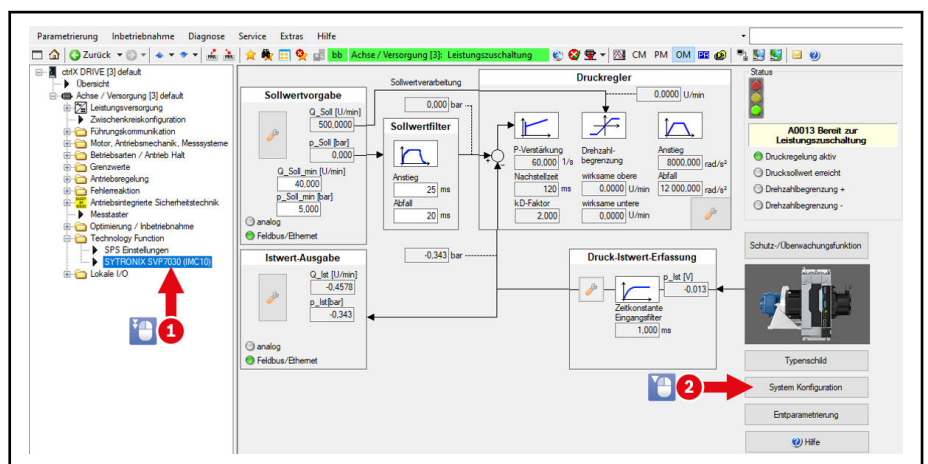 Parametrierung Inbetriebnahme Diagnose Service Extras Hilfe
Zurück bb Achse / Versorgung [3]: Leistungszuschaltung CM PM OM
ctrlX DRIVE [3] default
Übersicht
Achse / Versorgung [3] default
Leistungsversorgung
Zwischenkreiskonfiguration
Führungskommunikation
Motor, Antriebsmechanik, Messsysteme
Betriebsarten / Antrieb Halt
Grenzwerte
Antriebsregelung
Fehlerreaktion
Antriebsintegrierte Sicherheitstechnik
Messtaster
Optimierung / Inbetriebnahme
Technology Function
SPS Einstellungen
SYTRONIX SVP7030 (IMC10)
Lokale I/O
1
Sollwertvorgabe
Q_Soll [U/min]
500,0000
p_Soll [bar]
0,000
Q_Soll_min [U/min]
40,000
p_Soll_min [bar]
5,000
analog
Feldbus/Ethernet
Sollwertverarbeitung
0,000 bar
Sollwertfilter
Anstieg
25 ms
Abfall
20 ms
Druckregler
0,0000 U/min
P-Verstärkung
60,000 1/s
Nachstellzeit
120 ms
kD-Faktor
2,000
Drehzahl-
begrenzung
wirksame obere
0,0000 U/min
wirksame untere
0,0000 U/min
Anstieg
8000,000 rad/s²
Abfall
12 000,000 rad/s²
-0,343 bar
Istwert-Ausgabe
Q_Ist [U/min]
-0,4578
p_Ist[bar]
-0,343
analog
Feldbus/Ethernet
Druck-Istwert-Erfassung
p_Ist [V]
-0,013
Zeitkonstante
Eingangsfilter
1,000 ms
Status
A0013 Bereit zur
Leistungszuschaltung
Druckregelung aktiv
Drucksollwert erreicht
Drehzahlbegrenzung +
Drehzahlbegrenzung -
Schutz-/Überwachungsfunktion
Typenschild
2
System Konfiguration
Erstparametrierung
Hilfe